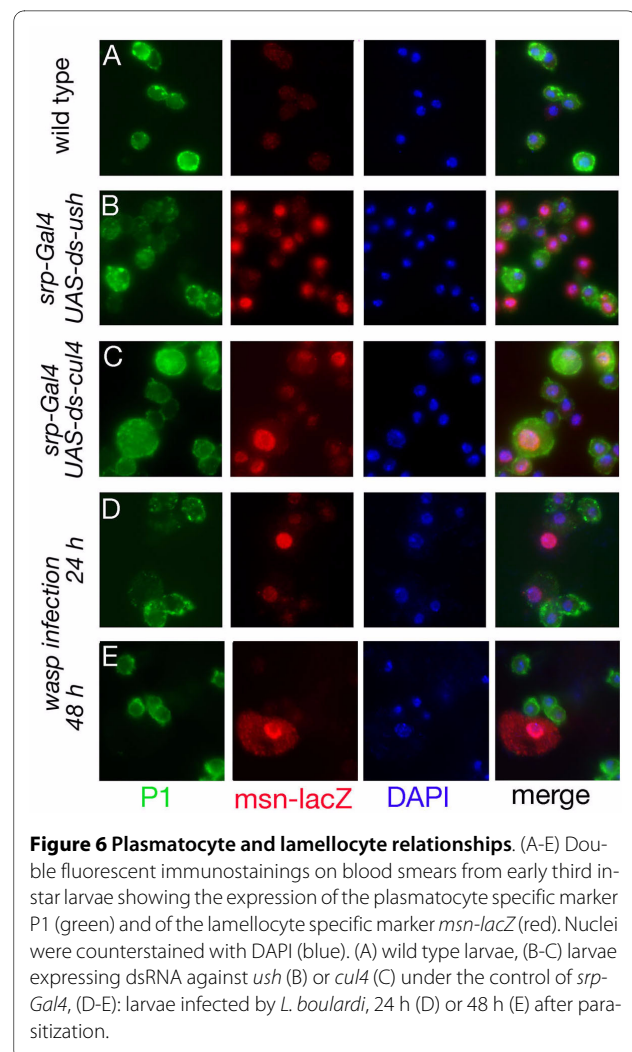 A
wild type
B
srp-Gal4
UAS-ds-ush
C
srp-Gal4
UAS-ds-cul4
D
wasp infection
24 h
E
48 h
P1 msn-lacZ DAPI merge
Figure 6 Plasmatocyte and lamellocyte relationships. (A-E) Dou-
ble fluorescent immunostainings on blood smears from early third in-
star larvae showing the expression of the plasmatocyte specific marker
P1 (green) and of the lamellocyte specific marker msn-lacZ (red). Nuclei
were counterstained with DAPI (blue). (A) wild type larvae, (B-C) larvae
expressing dsRNA against ush (B) or cul4 (C) under the control of srp-
Gal4, (D-E): larvae infected by L. boulardi, 24 h (D) or 48 h (E) after para-
sitization.